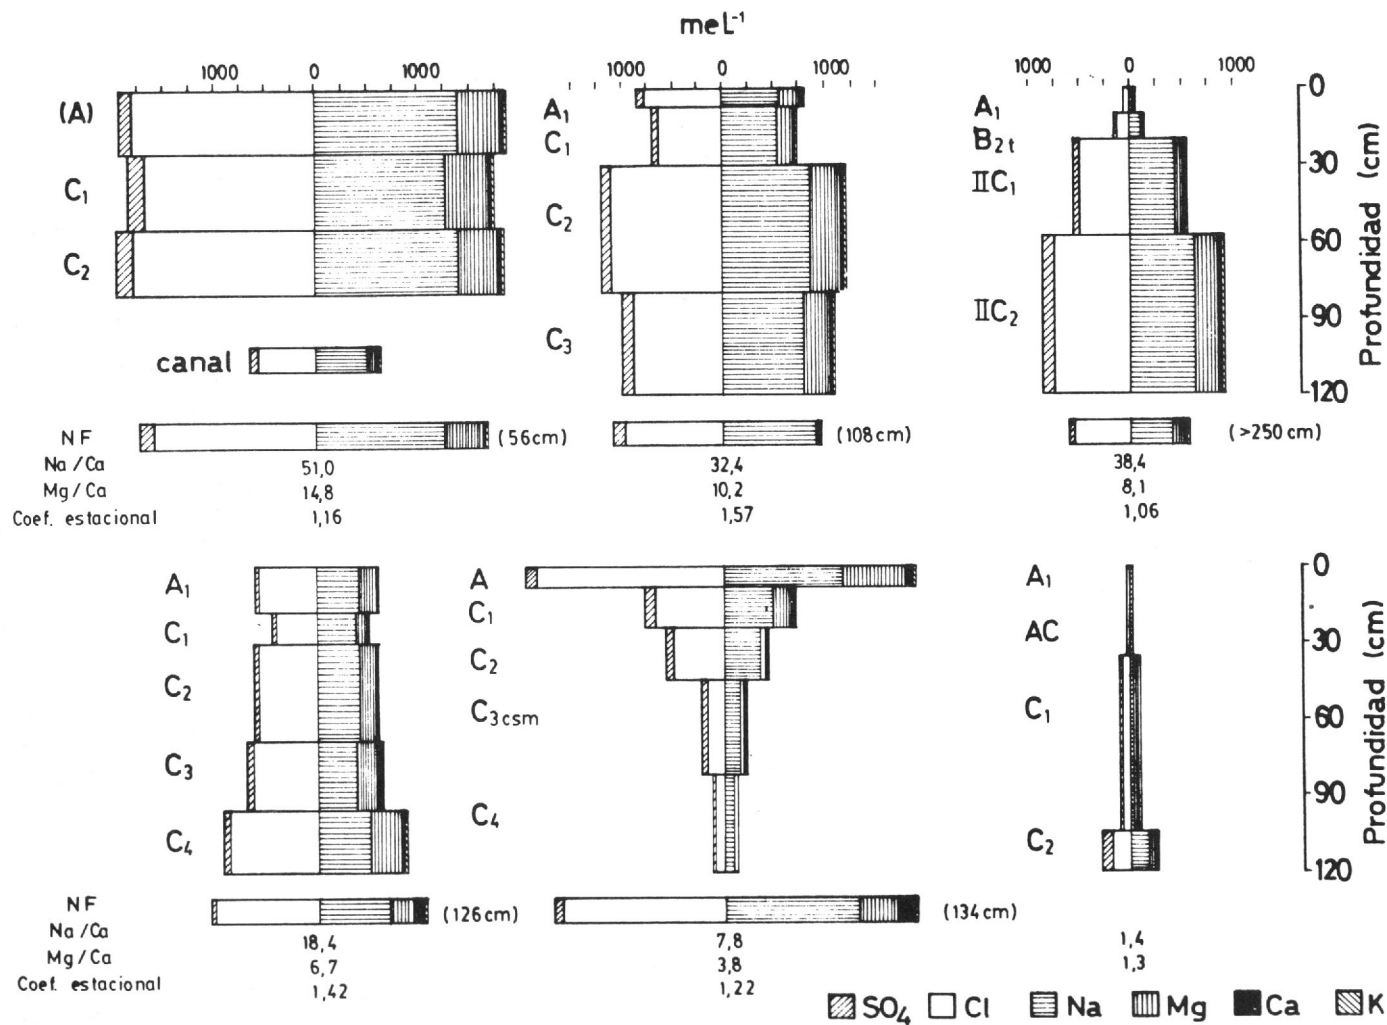 meL⁻¹
1000 0 1000
1000 0 1000
1000 0 1000
(A)
C₁
C₂
canal
A₁
C₁
C₂
C₃
A₁
B₂t
IIC₁
IIC₂
0
30
60
90
120
Profundidad (cm)
NF (56cm) (108cm) (>250 cm)
Na/Ca 51,0 32,4 38,4
Mg/Ca 14,8 10,2 8,1
Coef. estacional 1,16 1,57 1,06
A₁
C₁
C₂
C₃
C₄
A
C₁
C₂
C₃csm
C₄
A₁
AC
C₁
C₂
0
30
60
90
120
Profundidad (cm)
NF (126cm) (134cm)
Na/Ca 18,4 7,8 1,4
Mg/Ca 6,7 3,8 1,3
Coef. estacional 1,42 1,22
SO₄ Cl Na Mg Ca K